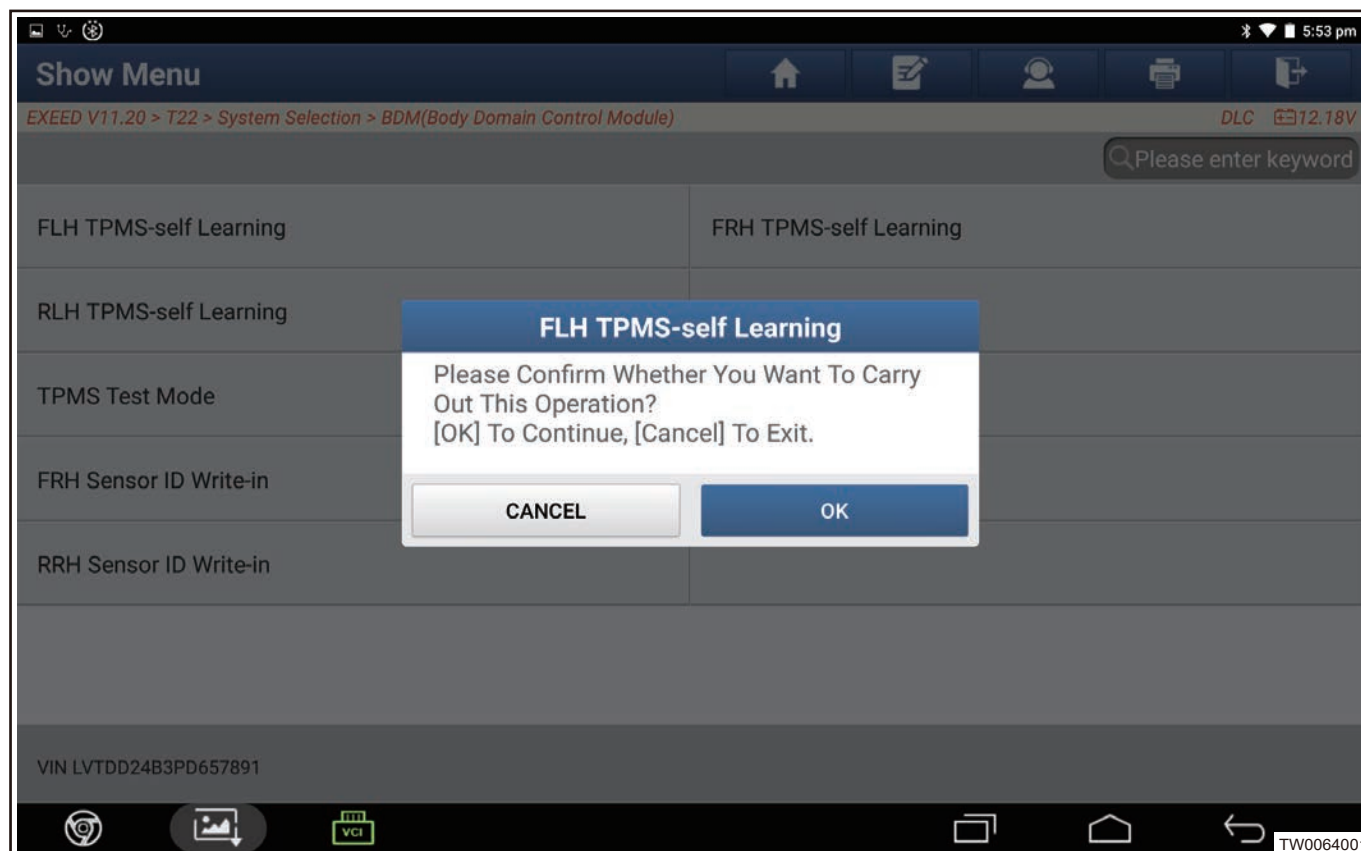 5:53 pm
Show Menu
EXEED V11.20 > T22 > System Selection > BDM(Body Domain Control Module)
DLC 12.18V
Please enter keyword
FLH TPMS-self Learning
FRH TPMS-self Learning
RLH TPMS-self Learning
FLH TPMS-self Learning
Please Confirm Whether You Want To Carry
Out This Operation?
[OK] To Continue, [Cancel] To Exit.
CANCEL
OK
TPMS Test Mode
FRH Sensor ID Write-in
RRH Sensor ID Write-in
VIN LVTDD24B3PD657891
VCI